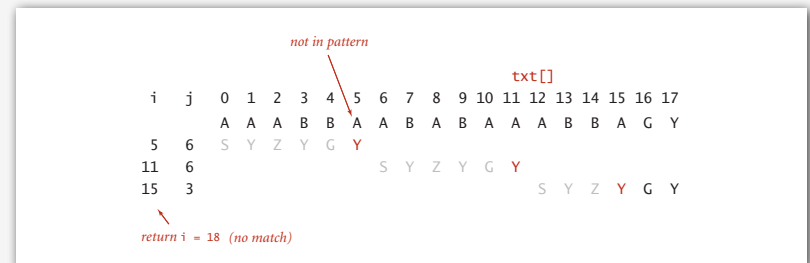 not in pattern
txt[]
i j 0 1 2 3 4 5 6 7 8 9 10 11 12 13 14 15 16 17
A A A B B A A B A B A A A B B A G Y
5 6 S Y Z Y G Y
11 6 S Y Z Y G Y
15 3 S Y Z Y G Y
return i = 18 (no match)